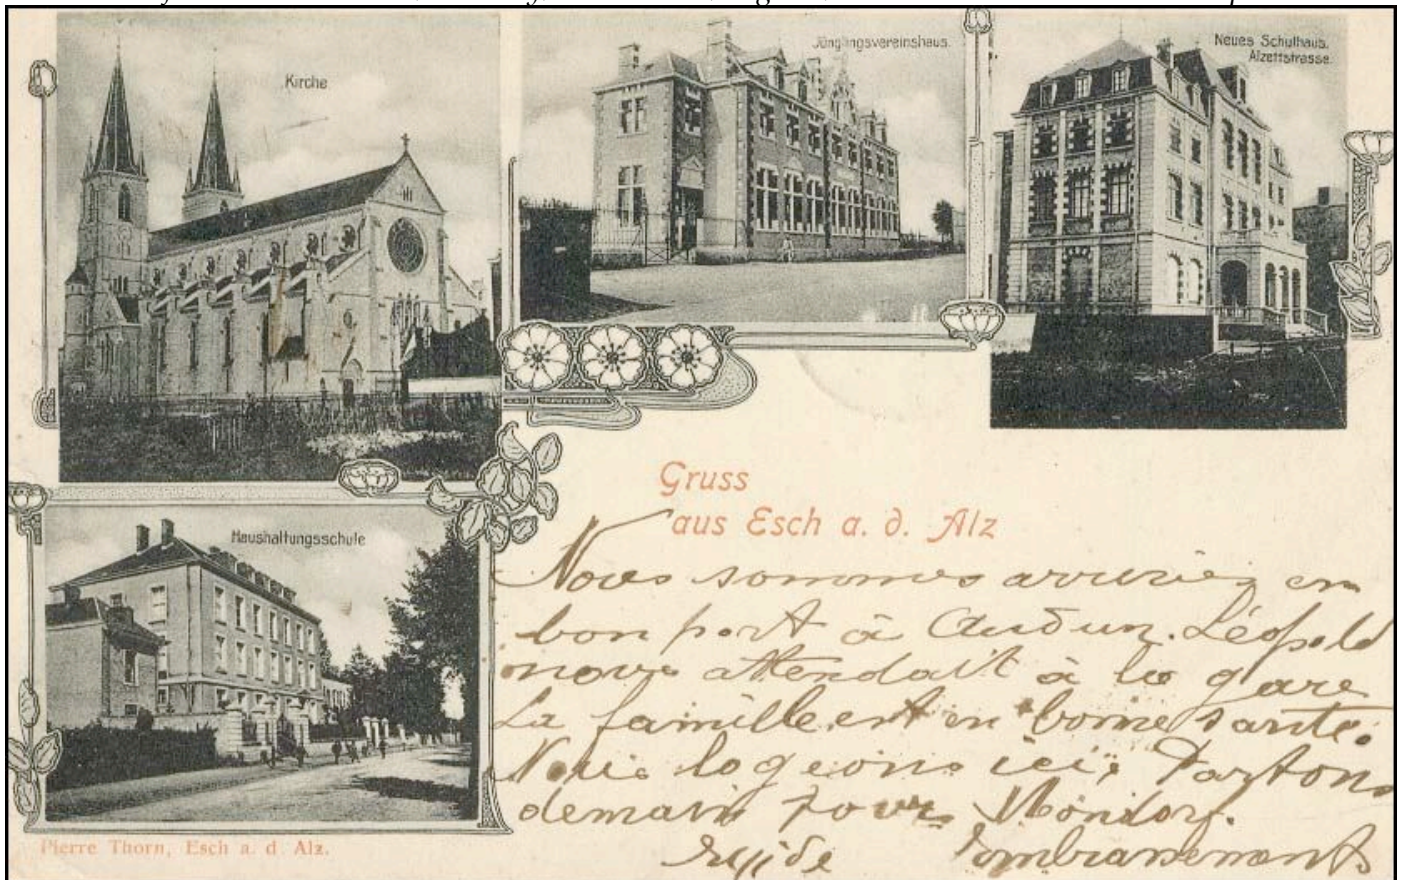 Kirche
Jünglingsvereinshaus.
Neues Schulhaus.
Alzettstrasse.
Haushaltungsschule
Gruss
aus Esch a. d. Alz
Nous sommes arrivés en
bon port à Audun. Léopold
nous attendait à la gare
La famille est en bonne santé.
Nous logeons ici, Partons
demain pour Mondorf.
Pierre Thorn, Esch a. d. Alz.